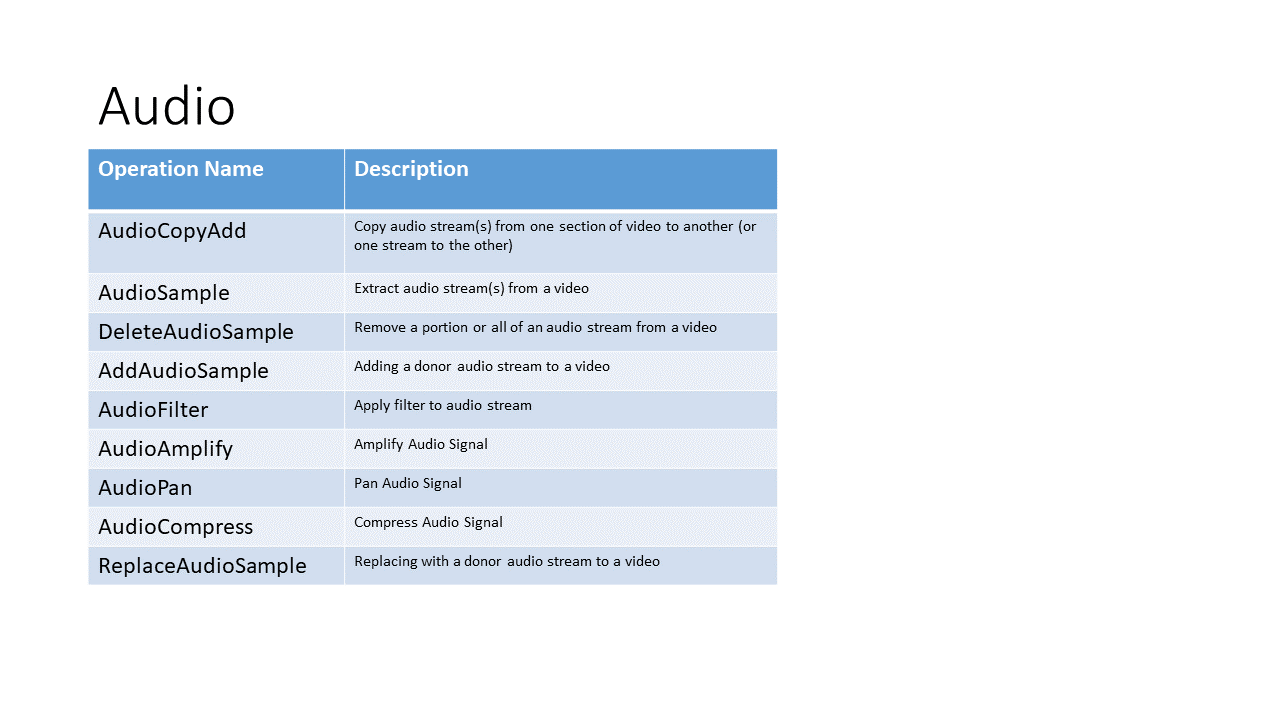 Audio
Operation Name
Description
AudioCopyAdd
Copy audio stream(s) from one section of video to another (or
one stream to the other)
AudioSample
Extract audio stream(s) from a video
DeleteAudioSample
Remove a portion or all of an audio stream from a video
AddAudioSample
Adding a donor audio stream to a video
AudioFilter
Apply filter to audio stream
AudioAmplify
Amplify Audio Signal
AudioPan
Pan Audio Signal
AudioCompress
Compress Audio Signal
ReplaceAudioSample
Replacing with a donor audio stream to a video